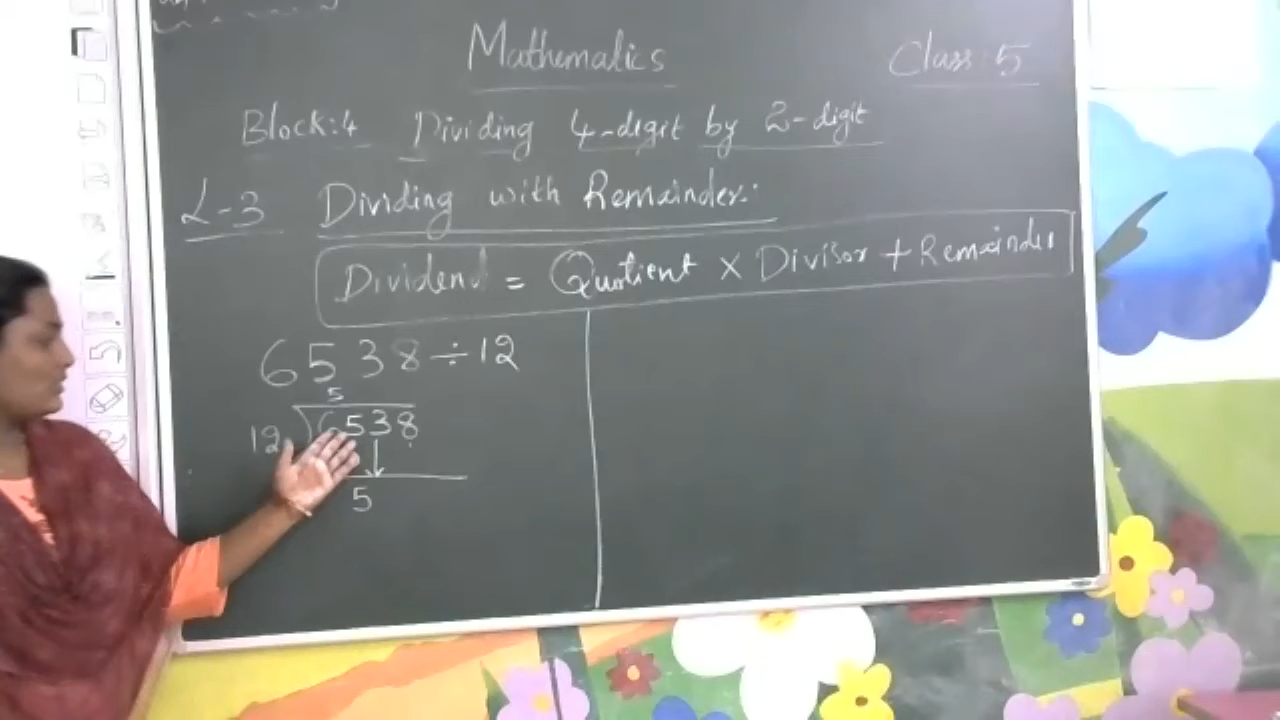 Mathematics Class: 5
Block: 4 Dividing 4-digit by 2-digit
L-3 Dividing with Remainder:
Dividend = Quotient × Divisor + Remainder
6538 ÷ 12
5
12 6538
5